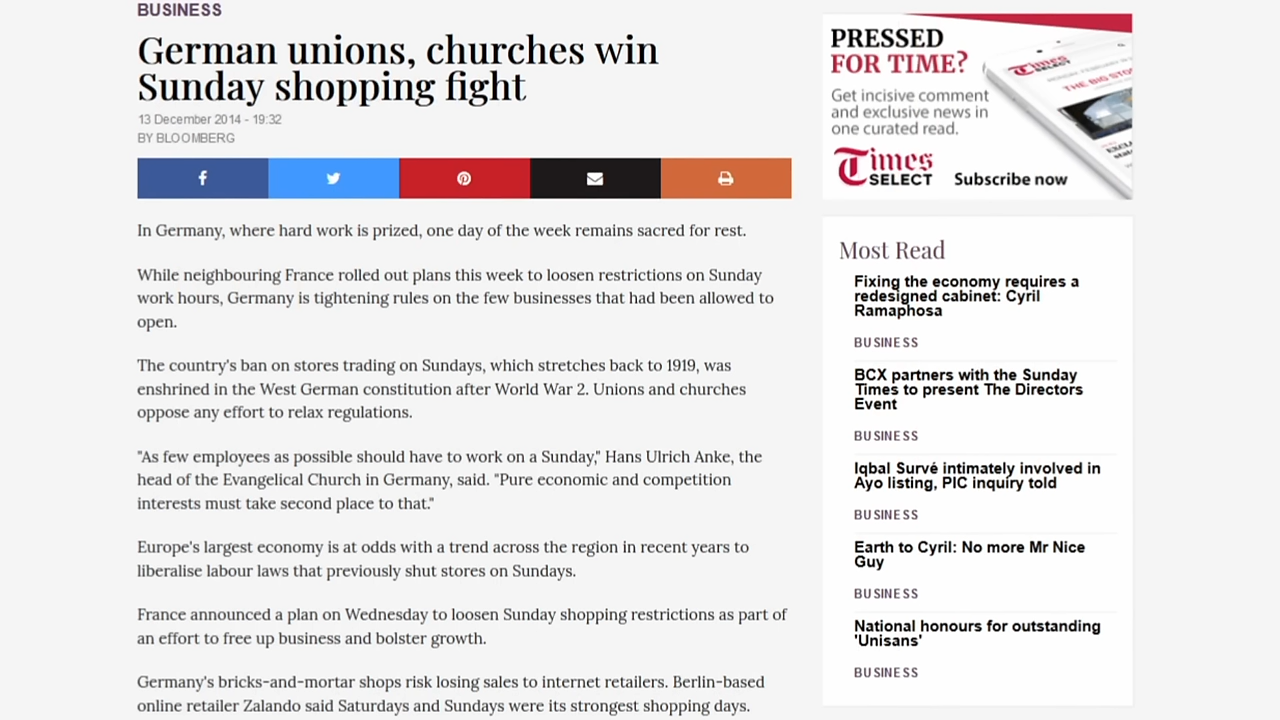 BUSINESS
German unions, churches win
Sunday shopping fight
13 December 2014 - 19:32
BY BLOOMBERG
In Germany, where hard work is prized, one day of the week remains sacred for rest.
While neighbouring France rolled out plans this week to loosen restrictions on Sunday
work hours, Germany is tightening rules on the few businesses that had been allowed to
open.
The country's ban on stores trading on Sundays, which stretches back to 1919, was
enshrined in the West German constitution after World War 2. Unions and churches
oppose any effort to relax regulations.
"As few employees as possible should have to work on a Sunday," Hans Ulrich Anke, the
head of the Evangelical Church in Germany, said. "Pure economic and competition
interests must take second place to that."
Europe's largest economy is at odds with a trend across the region in recent years to
liberalise labour laws that previously shut stores on Sundays.
France announced a plan on Wednesday to loosen Sunday shopping restrictions as part of
an effort to free up business and bolster growth.
Germany's bricks-and-mortar shops risk losing sales to internet retailers. Berlin-based
online retailer Zalando said Saturdays and Sundays were its strongest shopping days.
PRESSED
FOR TIME?
Get incisive comment
and exclusive news in
one curated read.
Times
SELECT
Subscribe now
Times
SELECT
THE BIG STO
Most Read
Fixing the economy requires a
redesigned cabinet: Cyril
Ramaphosa
BUSINESS
BCX partners with the Sunday
Times to present The Directors
Event
BUSINESS
Iqbal Survé intimately involved in
Ayo listing, PIC inquiry told
BUSINESS
Earth to Cyril: No more Mr Nice
Guy
BUSINESS
National honours for outstanding
'Unisans'
BUSINESS